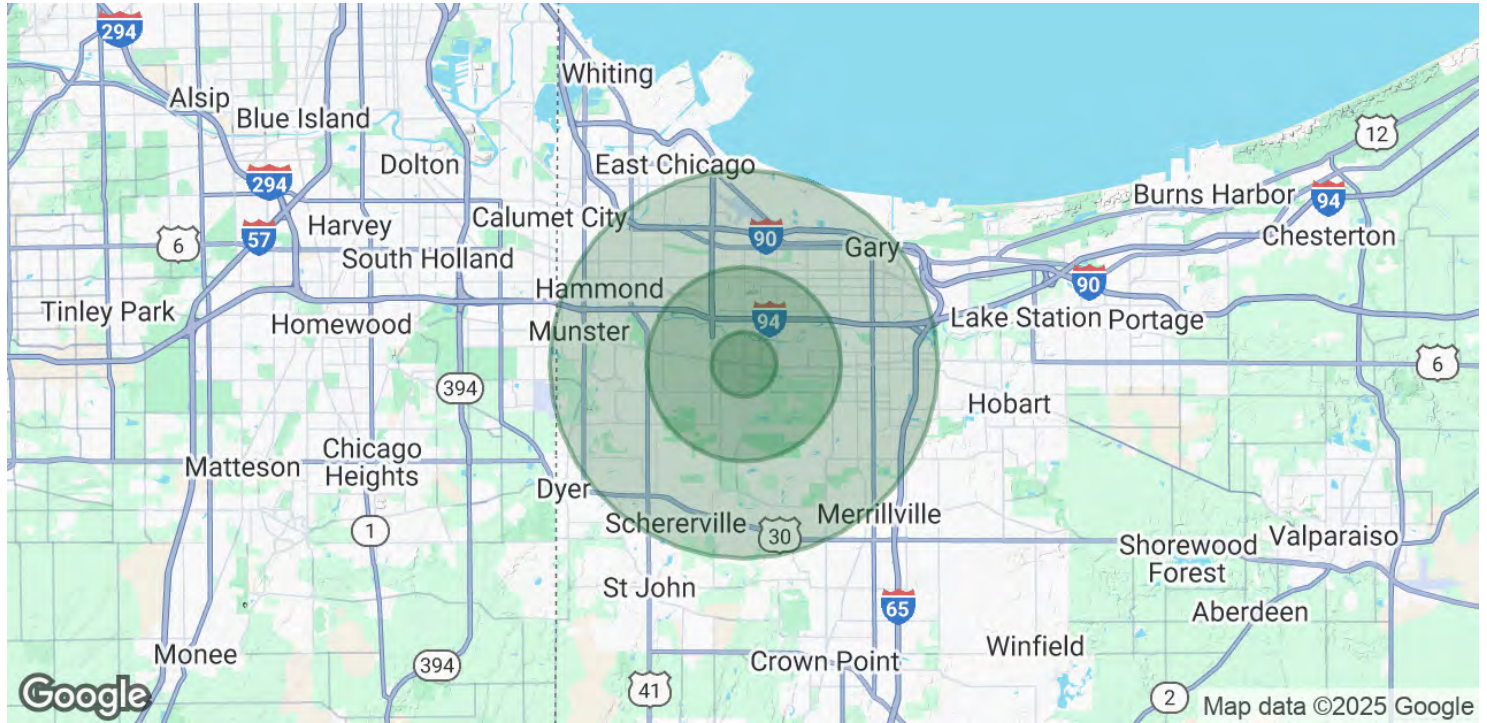 294
Whiting
Alsip
Blue Island
12
Dolton
East Chicago
294
Burns Harbor
94
Calumet City
Harvey
6
57
90
Gary
Chesterton
South Holland
Hammond
90
Tinley Park
Homewood
94
Lake Station
Portage
Munster
6
394
Hobart
Chicago
Heights
Matteson
Dyer
Schererville
Merrillville
1
30
Valparaiso
Shorewood
Forest
St John
65
Aberdeen
Winfield
Monee
394
Crown Point
41
2
Google
Map data ©2025 Google